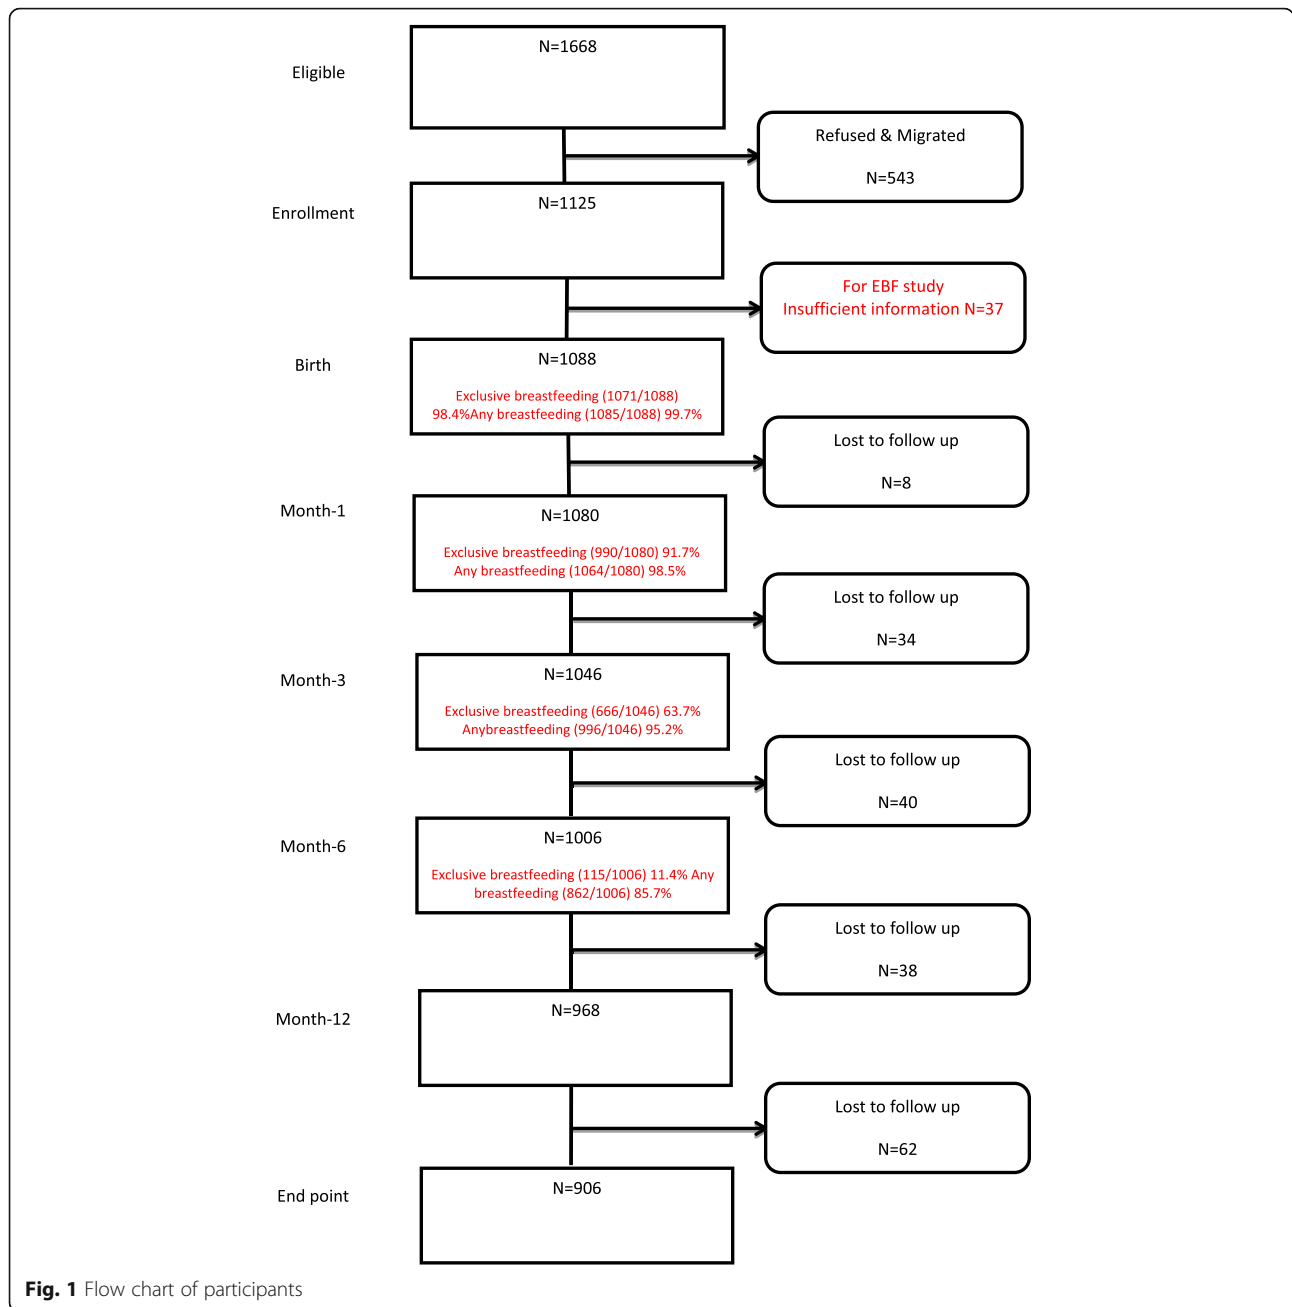 N=1668
Eligible
Refused & Migrated
N=543
N=1125
Enrollment
For EBF study
Insufficient information N=37
N=1088
Birth
Exclusive breastfeeding (1071/1088)
98.4%Any breastfeeding (1085/1088) 99.7%
Lost to follow up
N=8
Month-1
N=1080
Exclusive breastfeeding (990/1080) 91.7%
Any breastfeeding (1064/1080) 98.5%
Lost to follow up
N=34
Month-3
N=1046
Exclusive breastfeeding (666/1046) 63.7%
Anybreastfeeding (996/1046) 95.2%
Lost to follow up
N=40
Month-6
N=1006
Exclusive breastfeeding (115/1006) 11.4% Any
breastfeeding (862/1006) 85.7%
Lost to follow up
N=38
Month-12
N=968
Lost to follow up
N=62
End point
N=906
Fig. 1 Flow chart of participants